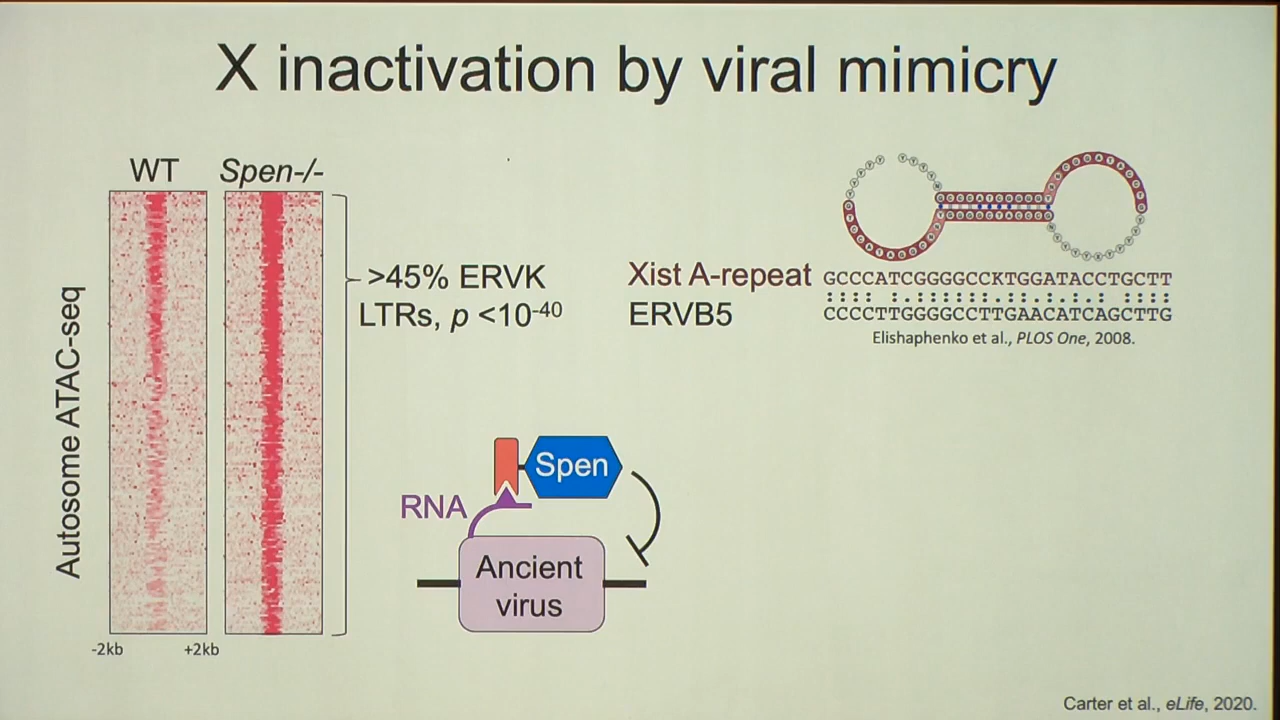 X inactivation by viral mimicry
WT
Spen-/-
Autosome ATAC-seq
-2kb
+2kb
>45% ERVK
LTRs, p <10-40
Xist A-repeat
GCCCATCGGGGCCKTGGATACCTGCTT
ERVB5
CCCCTTGGGGCCTTGAACATCAGCTTG
Elishaphenko et al., PLOS One, 2008.
RNA
Spen
Ancient
virus
Carter et al., eLife, 2020.